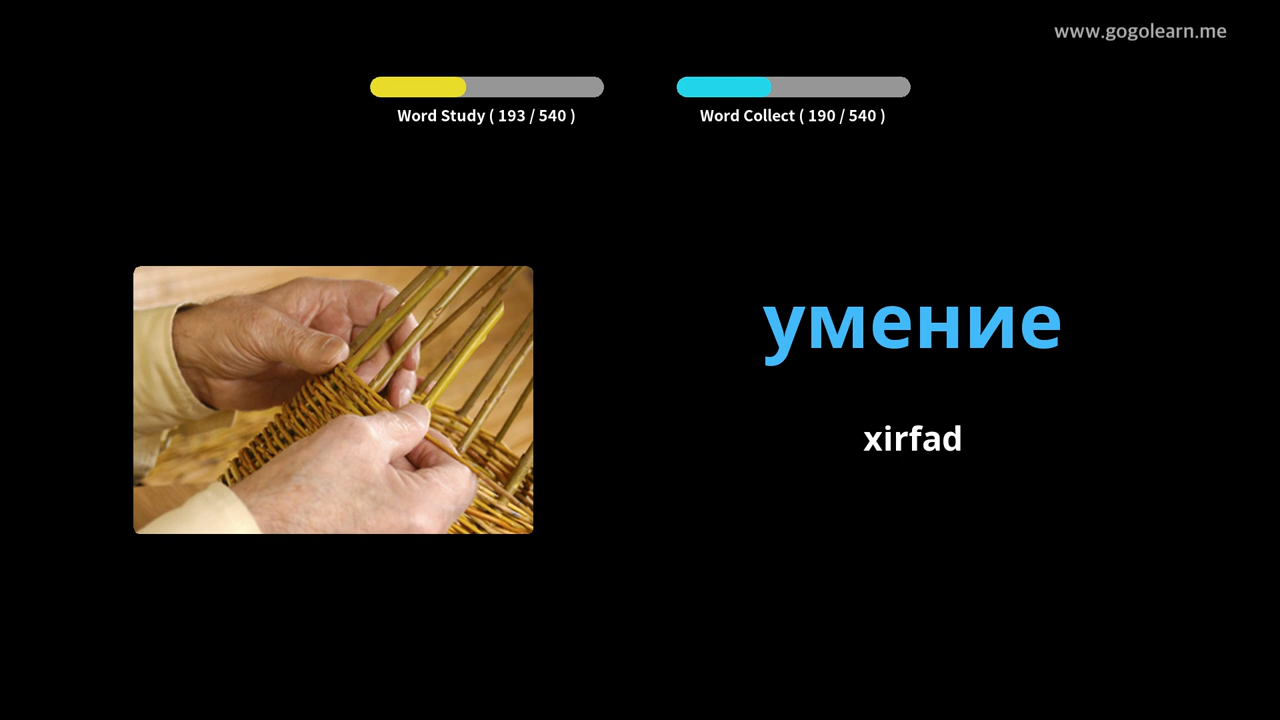 www.gogolearn.me
Word Study ( 193 / 540 )
Word Collect ( 190 / 540 )
умение
xirfad